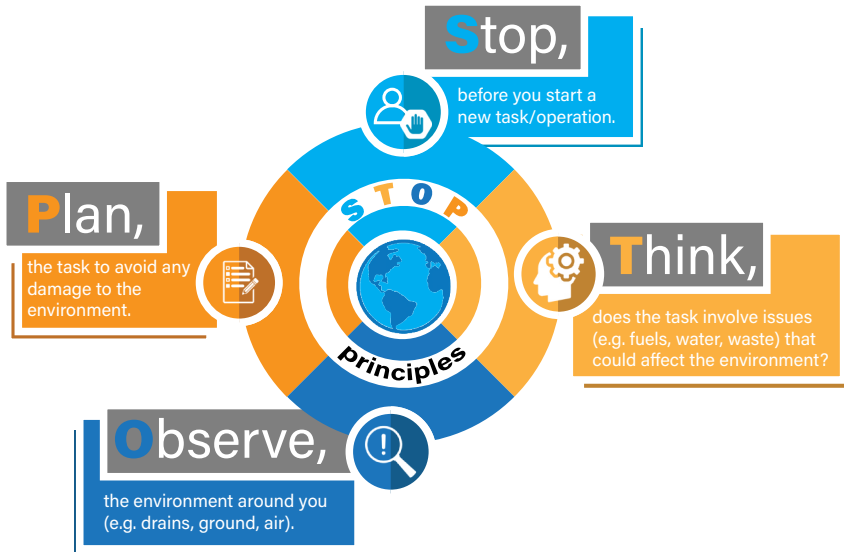 Stop,
before you start a
new task/operation.
Think,
does the task involve issues
(e.g. fuels, water, waste) that
could affect the environment?
Observe,
the environment around you
(e.g. drains, ground, air).
Plan,
the task to avoid any
damage to the
environment.
STOP
principles